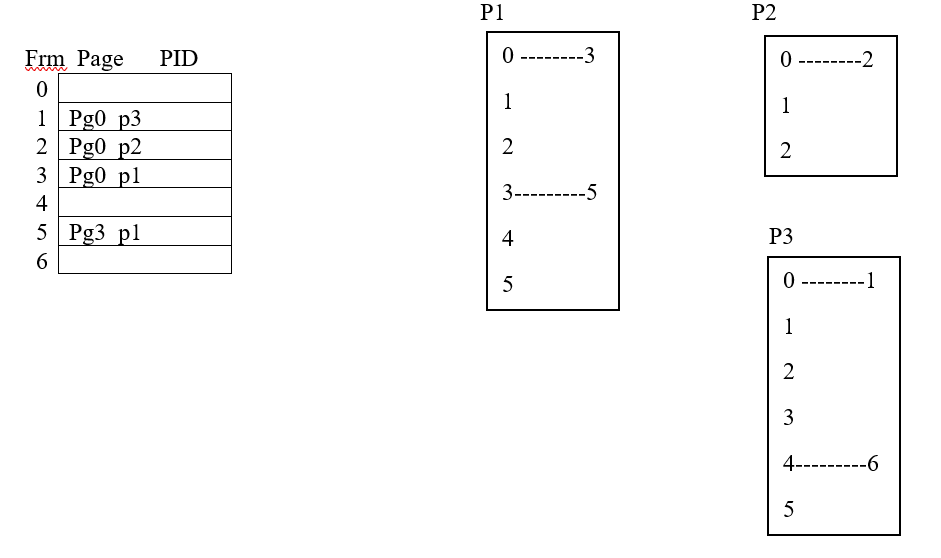 Frm Page PID
0
1 Pg0 p3
2 Pg0 p2
3 Pg0 p1
4
5 Pg3 p1
6
P1
0 --------3
1
2
3---------5
4
5
P2
0 --------2
1
2
P3
0 --------1
1
2
3
4---------6
5